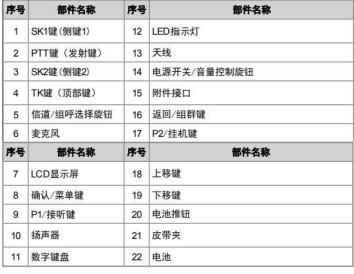 序号 部件名称 序号 部件名称
1 SK1键(侧键1) 12 LED指示灯
2 PTT键（发射键） 13 天线
3 SK2键(侧键2) 14 电源开关/音量控制旋钮
4 TK键（顶部键） 15 附件接口
5 信道/组呼选择旋钮 16 返回/组群键
6 麦克风 17 P2/挂机键
序号 部件名称 序号 部件名称
7 LCD显示屏 18 上移键
8 确认/菜单键 19 下移键
9 P1/接听键 20 电池推钮
10 扬声器 21 皮带夹
11 数字键盘 22 电池